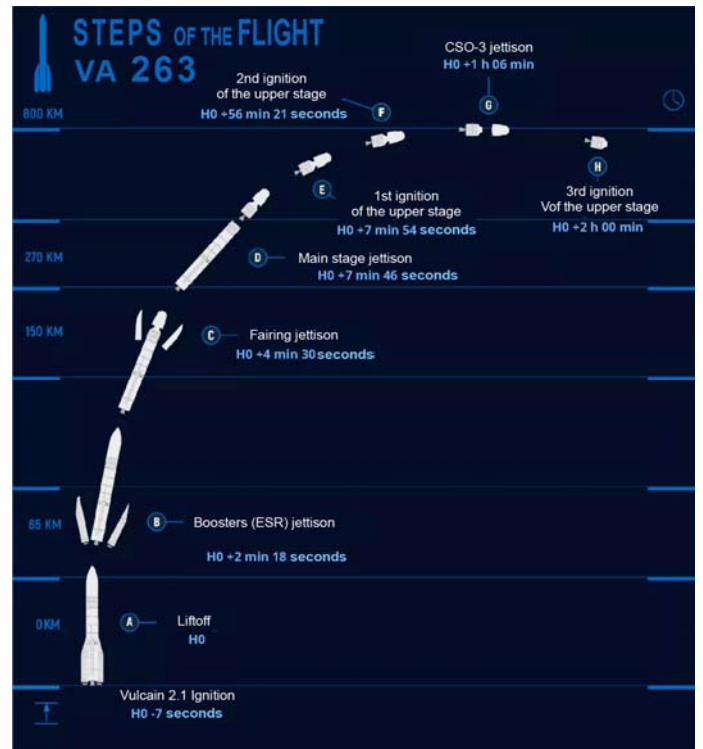 STEPS OF THE FLIGHT
VA 263
CSO-3 jettison
H0 +1 h 06 min
2nd ignition
of the upper stage
H0 +56 min 21 seconds
F
G
800 KM
H
E
1st ignition
of the upper stage
H0 +7 min 54 seconds
3rd ignition
Vof the upper stage
H0 +2 h 00 min
270 KM
D
Main stage jettison
H0 +7 min 46 seconds
150 KM
C
Fairing jettison
H0 +4 min 30 seconds
65 KM
B
Boosters (ESR) jettison
H0 +2 min 18 seconds
0 KM
A
Liftoff
H0
Vulcain 2.1 Ignition
H0 -7 seconds